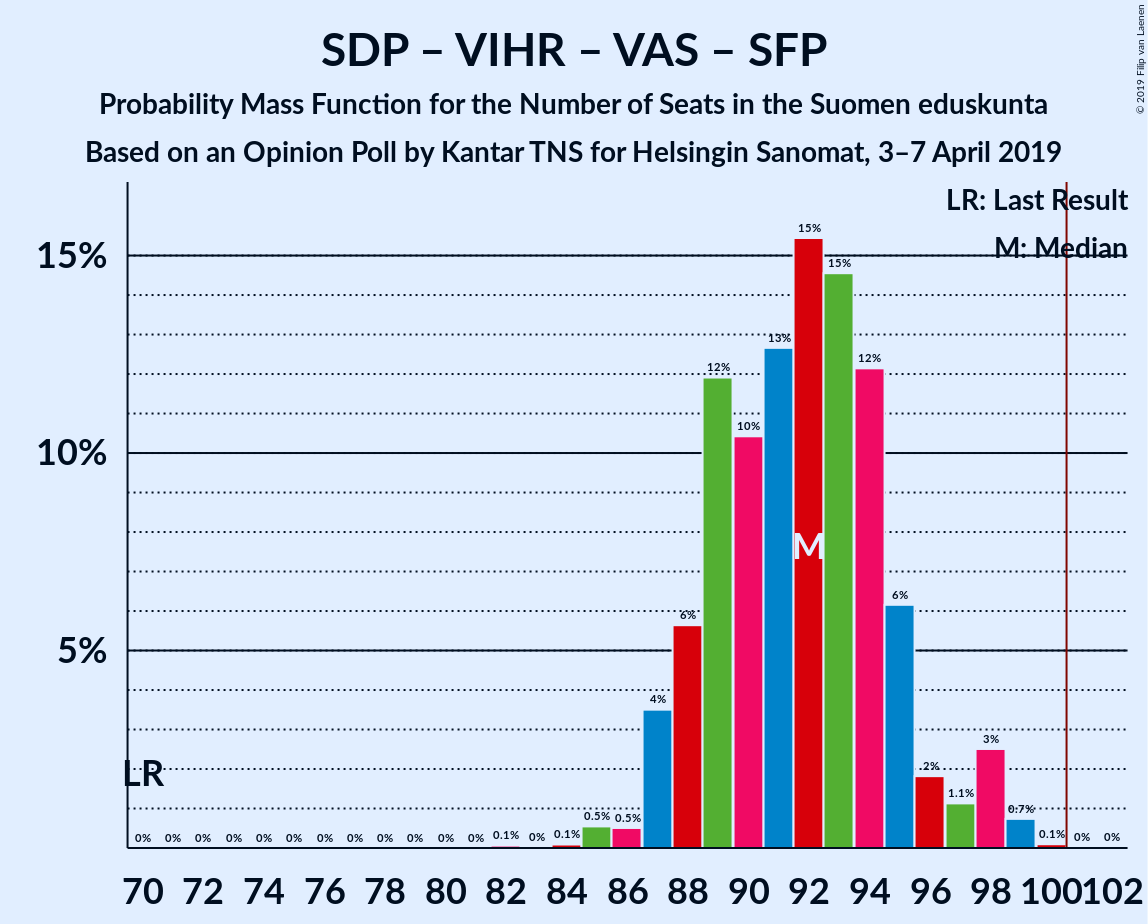 SDP – VIHR – VAS – SFP
Probability Mass Function for the Number of Seats in the Suomen eduskunta
Based on an Opinion Poll by Kantar TNS for Helsingin Sanomat, 3–7 April 2019
© 2019 Filip van Laenen
LR: Last Result
M: Median
15%
10%
5%
LR
M
0% 0% 0% 0% 0% 0% 0% 0% 0% 0% 0% 0% 0.1% 0% 0.1% 0.5% 0.5% 4% 6% 12% 10% 13% 15% 15% 12% 6% 2% 1.1% 3% 0.7% 0.1% 0% 0%
70 72 74 76 78 80 82 84 86 88 90 92 94 96 98 100 102